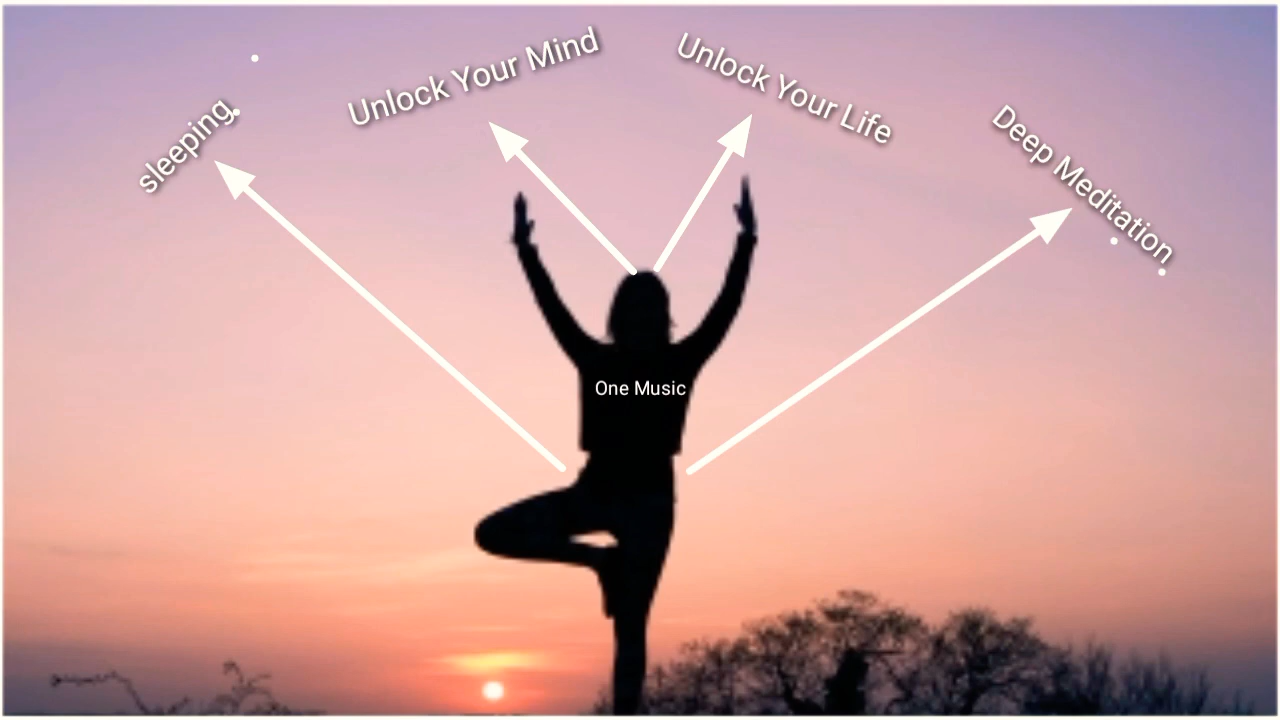 sleeping.
Unlock Your Mind
Unlock Your Life
Deep Meditation
One Music